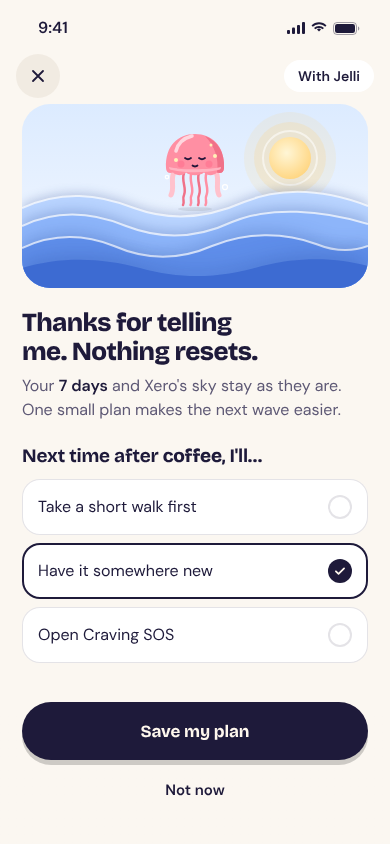 9:41
With Jelli
Thanks for telling
me. Nothing resets.
Your 7 days and Xero's sky stay as they are.
One small plan makes the next wave easier.
Next time after coffee, I'll...
Take a short walk first
Have it somewhere new
Open Craving SOS
Save my plan
Not now